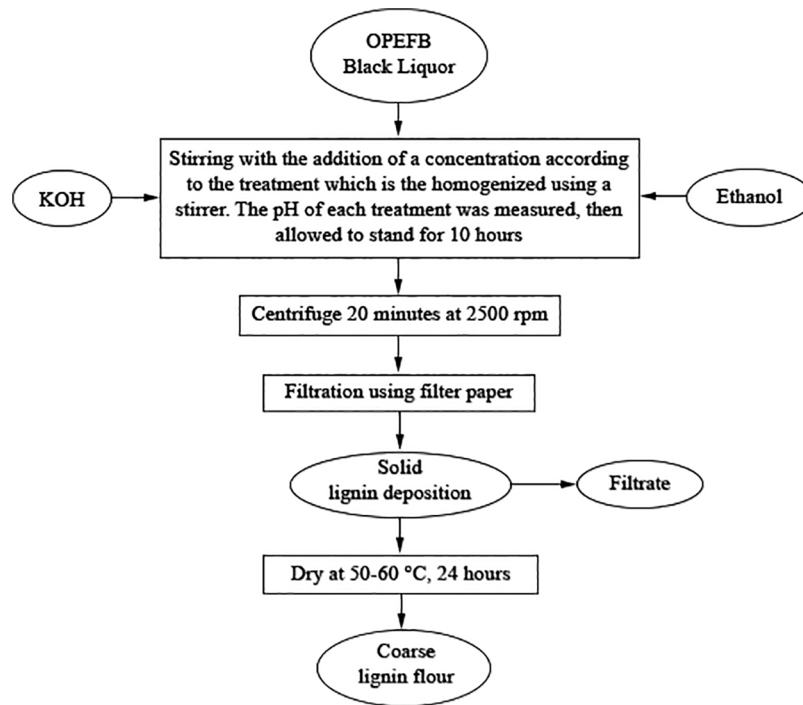 OPEFB
Black Liquor
Stirring with the addition of a concentration according
to the treatment which is the homogenized using a
stirrer. The pH of each treatment was measured, then
allowed to stand for 10 hours
KOH
Ethanol
Centrifuge 20 minutes at 2500 rpm
Filtration using filter paper
Solid
lignin deposition
Filtrate
Dry at 50-60 °C, 24 hours
Coarse
lignin flour